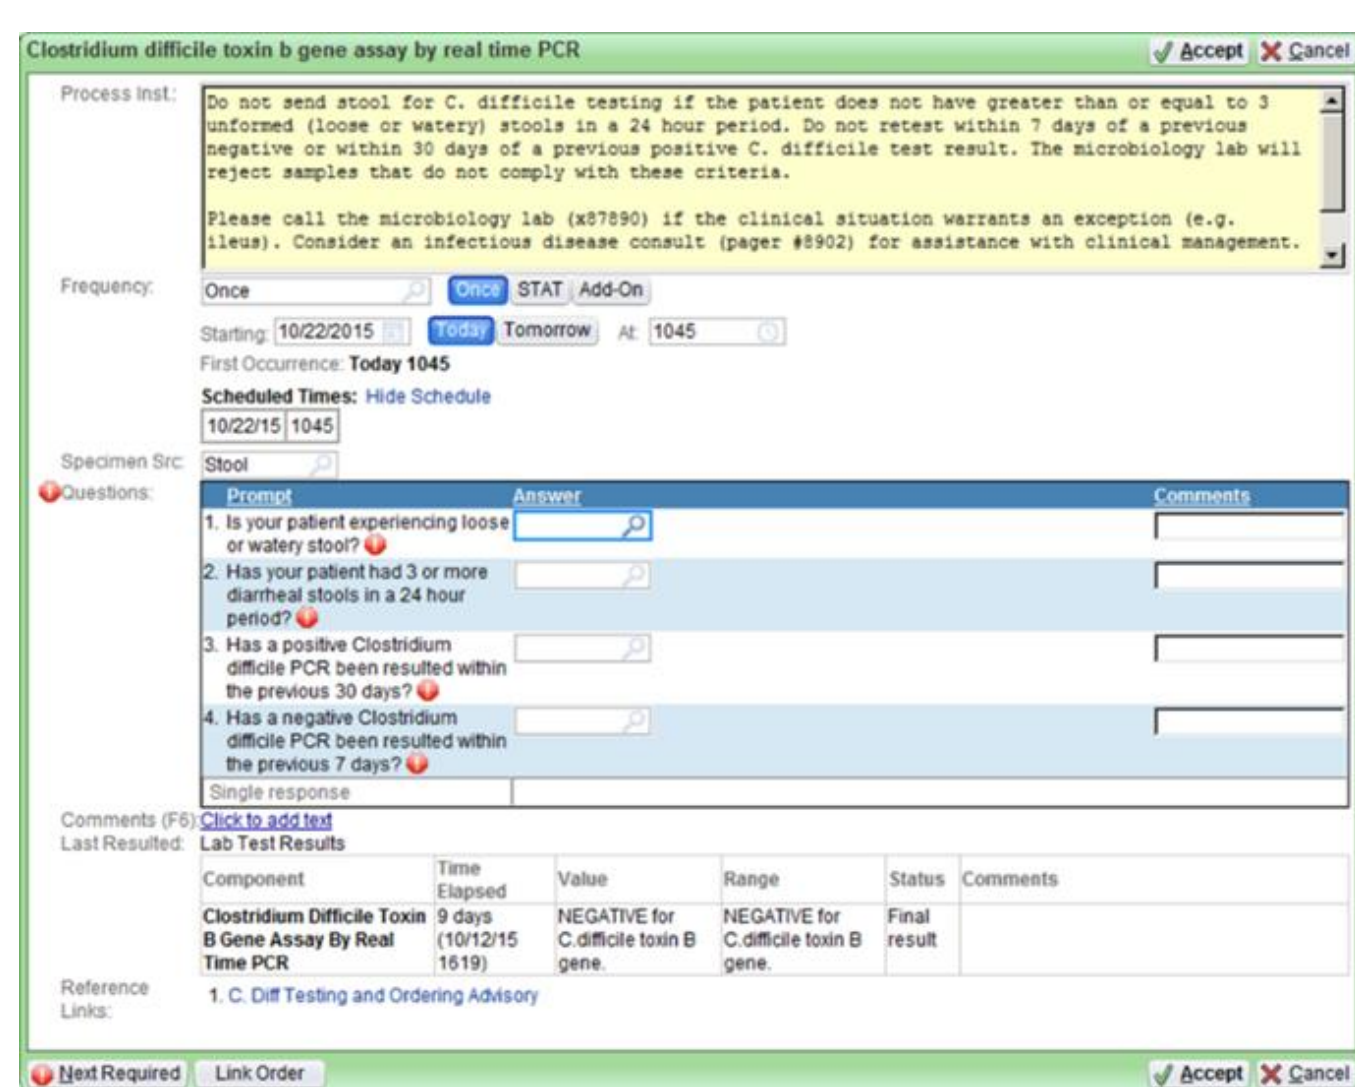 Clostridium difficile toxin b gene assay by real time PCR
Accept Cancel
Process Inst.:
Do not send stool for C. difficile testing if the patient does not have greater than or equal to 3
unformed (loose or watery) stools in a 24 hour period. Do not retest within 7 days of a previous
negative or within 30 days of a previous positive C. difficile test result. The microbiology lab will
reject samples that do not comply with these criteria.
Please call the microbiology lab (x87890) if the clinical situation warrants an exception (e.g.
ileus). Consider an infectious disease consult (pager #8902) for assistance with clinical management.
Frequency: Once Once STAT Add-On
Starting: 10/22/2015 Today Tomorrow At: 1045
First Occurrence: Today 1045
Scheduled Times: Hide Schedule
10/22/15 1045
Specimen Src: Stool
Questions: Prompt Answer Comments
1. Is your patient experiencing loose
or watery stool?
2. Has your patient had 3 or more
diarrheal stools in a 24 hour
period?
3. Has a positive Clostridium
difficile PCR been resulted within
the previous 30 days?
4. Has a negative Clostridium
difficile PCR been resulted within
the previous 7 days?
Single response
Comments (F6): Click to add text
Last Resulted: Lab Test Results
Component Time Elapsed Value Range Status Comments
Clostridium Difficile Toxin 9 days NEGATIVE for NEGATIVE for Final
B Gene Assay By Real (10/12/15 C.difficile toxin B C.difficile toxin B result
Time PCR 1619) gene. gene.
Reference
Links:
1. C. Diff Testing and Ordering Advisory
Next Required Link Order Accept Cancel